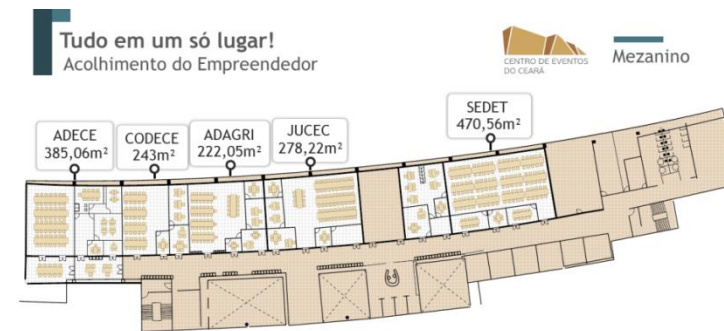 Tudo em um só lugar!
Acolhimento do Empreendedor
CENTRO DE EVENTOS
DO CEARÁ
Mezanino
ADECE
385,06m²
CODECE
243m²
ADAGRI
222,05m²
JUCEC
278,22m²
SEDET
470,56m²